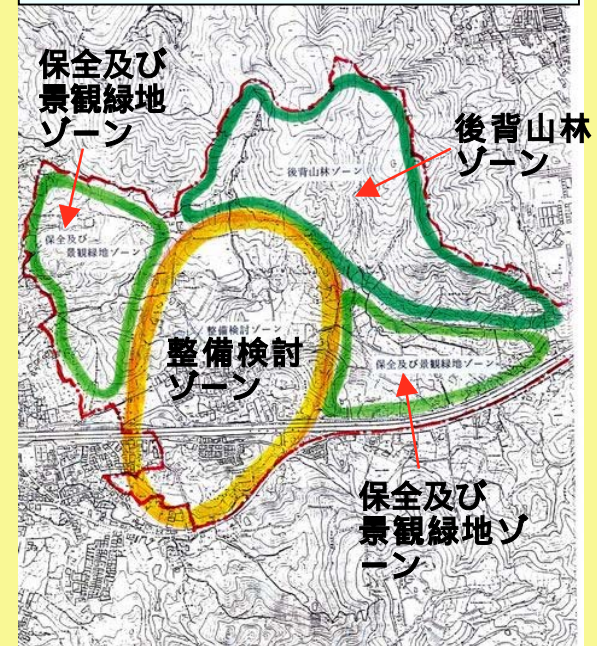 保全及び
景観緑地
ゾーン
後背山林
ゾーン
後背山林ゾーン
保全及び
景観緑地ゾーン
整備検討ゾーン
整備検討
ゾーン
保全及び景観緑地ゾーン
保全及び
景観緑地ゾ
ーン